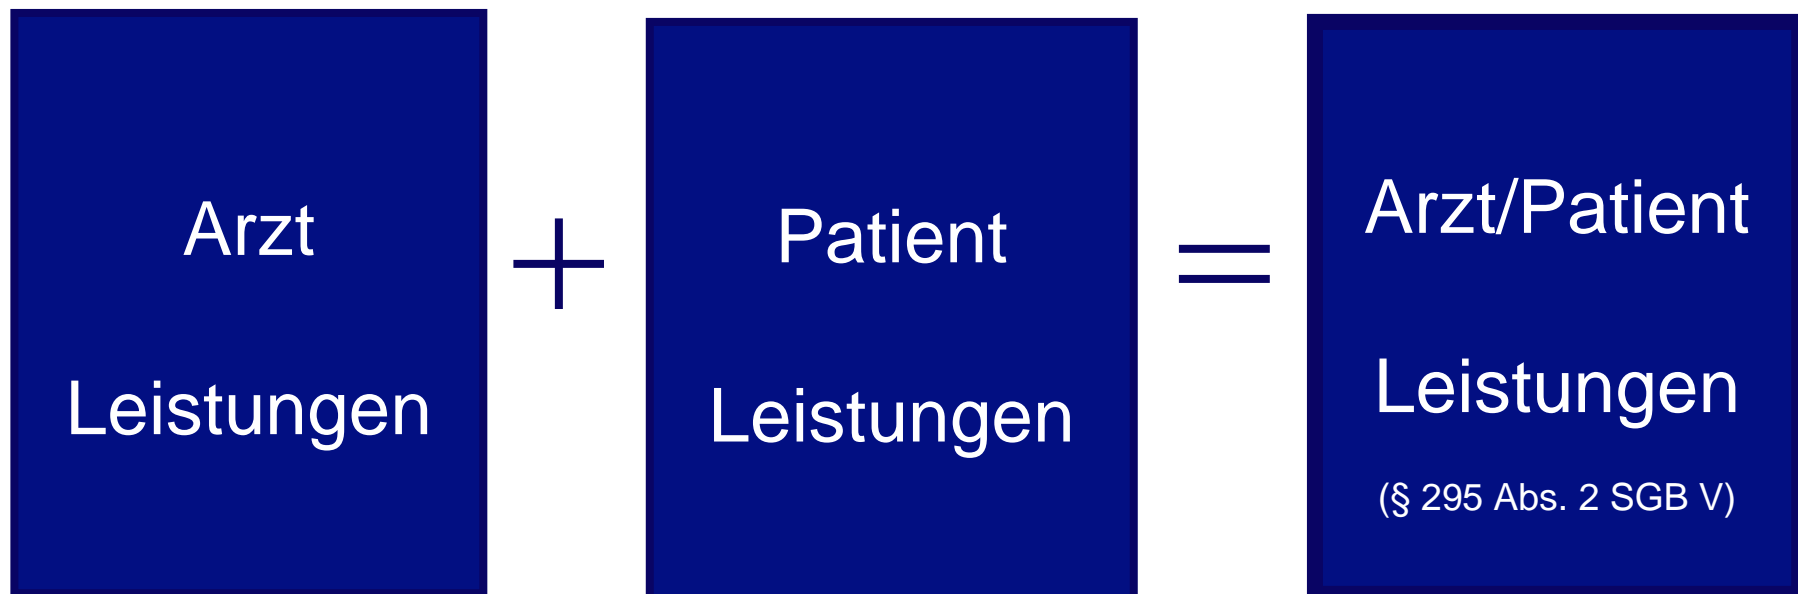 Arzt
Leistungen
+
Patient
Leistungen
=
Arzt/Patient
Leistungen
(§ 295 Abs. 2 SGB V)